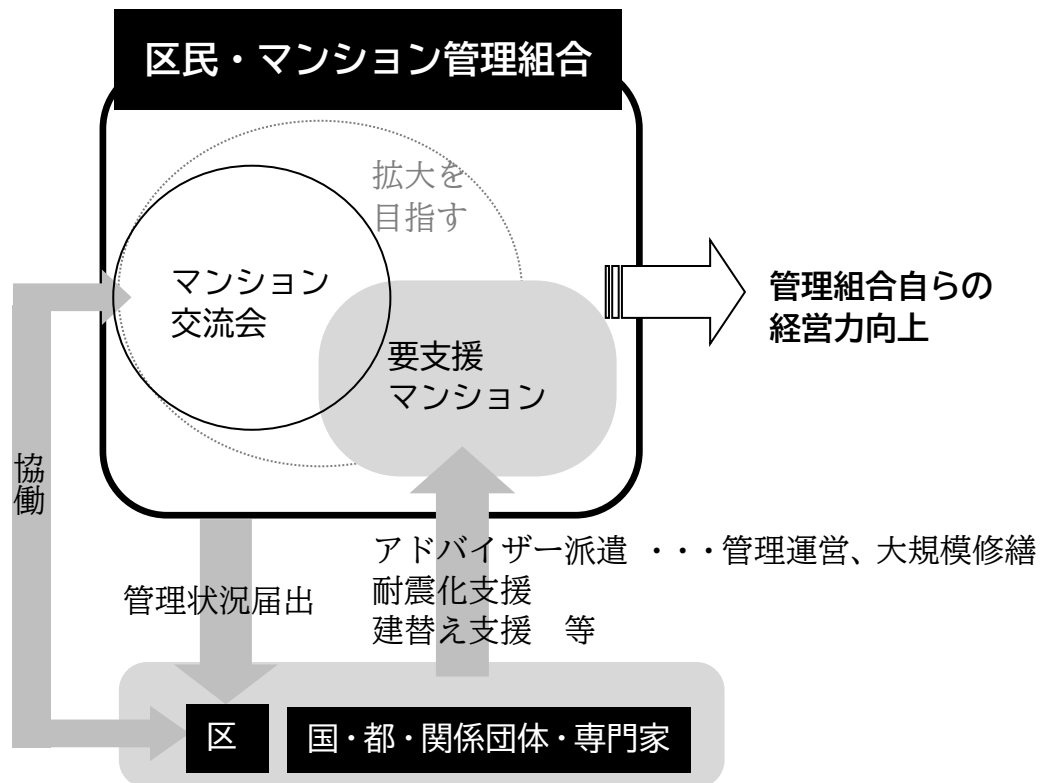 区民・マンション管理組合
拡大を
目指す
マンション
交流会
要支援
マンション
管理組合自らの
経営力向上
協働
アドバイザー派遣 ・・・管理運営、大規模修繕
耐震化支援
建替え支援　等
管理状況届出
区
国・都・関係団体・専門家